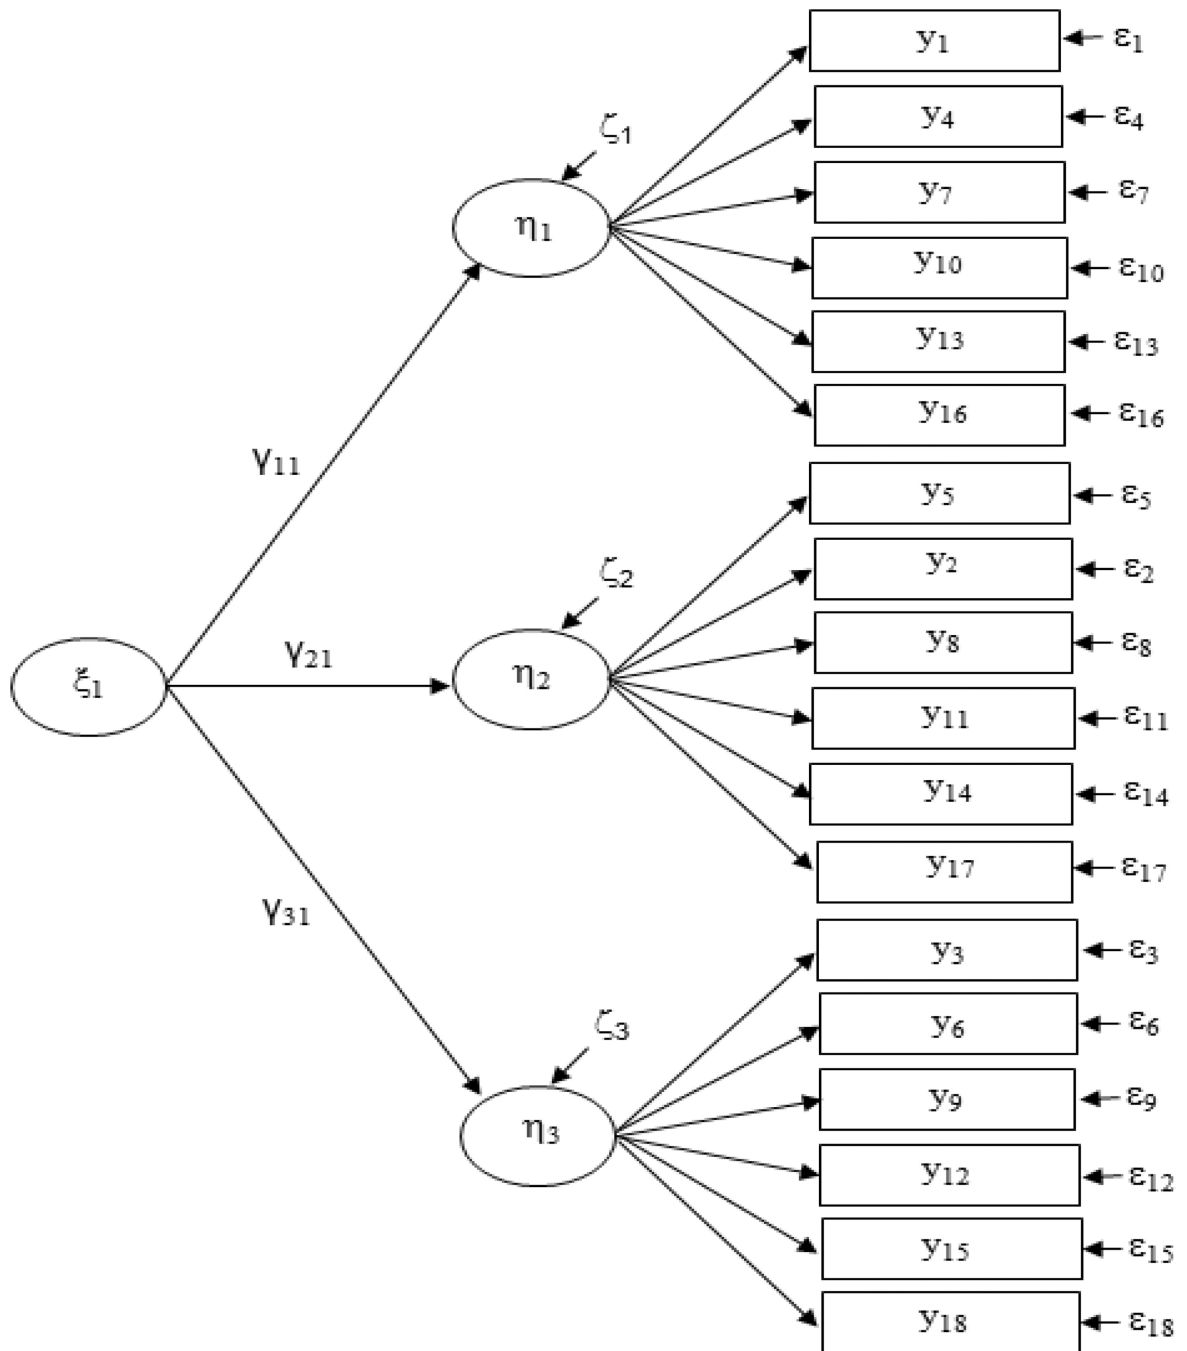 y₁ ε₁
y₄ ε₄
ζ₁
y₇ ε₇
η₁
y₁₀ ε₁₀
y₁₃ ε₁₃
y₁₆ ε₁₆
γ₁₁
y₅ ε₅
y₂ ε₂
ζ₂
y₈ ε₈
γ₂₁
ξ₁
η₂
y₁₁ ε₁₁
y₁₄ ε₁₄
y₁₇ ε₁₇
γ₃₁
y₃ ε₃
y₆ ε₆
ζ₃
y₉ ε₉
η₃
y₁₂ ε₁₂
y₁₅ ε₁₅
y₁₈ ε₁₈